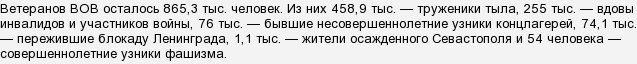 Ветеранов ВОВ осталось 865,3 тыс. человек. Из них 458,9 тыс. — труженики тыла, 255 тыс. — вдовы
инвалидов и участников войны, 76 тыс. — бывшие несовершеннолетние узники концлагерей, 74,1 тыс.
— пережившие блокаду Ленинграда, 1,1 тыс. — жители осажденного Севастополя и 54 человека —
совершеннолетние узники фашизма.